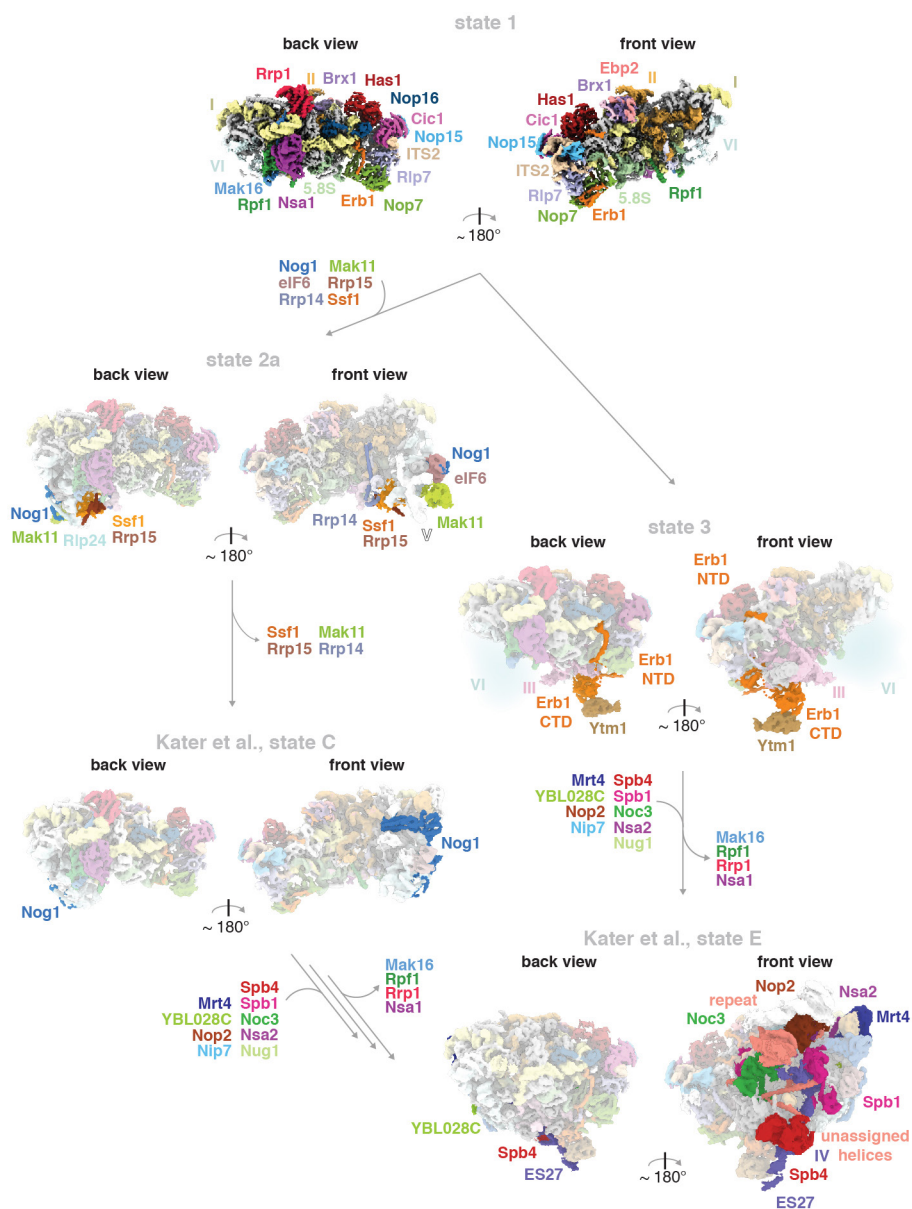 state 1
back view
front view
Rrp1 II Brx1 Has1
I
Nop16
Cic1
Nop15
ITS2
Rlp7
VI
Mak16
Rpf1 Nsa1 5.8S Erb1 Nop7
Ebp2
Brx1 II
I
Has1
Cic1
Nop15
ITS2
Rlp7
Nop7 Erb1 5.8S Rpf1
VI
~ 180°
Nog1 Mak11
eIF6 Rrp15
Rrp14 Ssf1
state 2a
back view
front view
Nog1
Mak11 Rlp24
Ssf1
Rrp15
Nog1
eIF6
Rrp14
Ssf1
Rrp15
V
Mak11
~ 180°
Ssf1 Mak11
Rrp15 Rrp14
state 3
back view
front view
Erb1
NTD
VI
III
Erb1
NTD
Erb1
CTD
Ytm1
III
VI
Erb1
CTD
Ytm1
~ 180°
Kater et al., state C
back view
front view
Nog1
Nog1
~ 180°
Mrt4 Spb4
YBL028C Spb1
Nop2 Noc3
Nip7 Nsa2
Nug1
Mak16
Rpf1
Rrp1
Nsa1
Spb4
Mrt4 Spb1
YBL028C Noc3
Nop2 Nsa2
Nip7 Nug1
Mak16
Rpf1
Rrp1
Nsa1
Kater et al., state E
back view
front view
YBL028C
Spb4
ES27
Nop2
repeat
Noc3
Nsa2
Mrt4
Spb1
unassigned
IV helices
Spb4
ES27
~ 180°